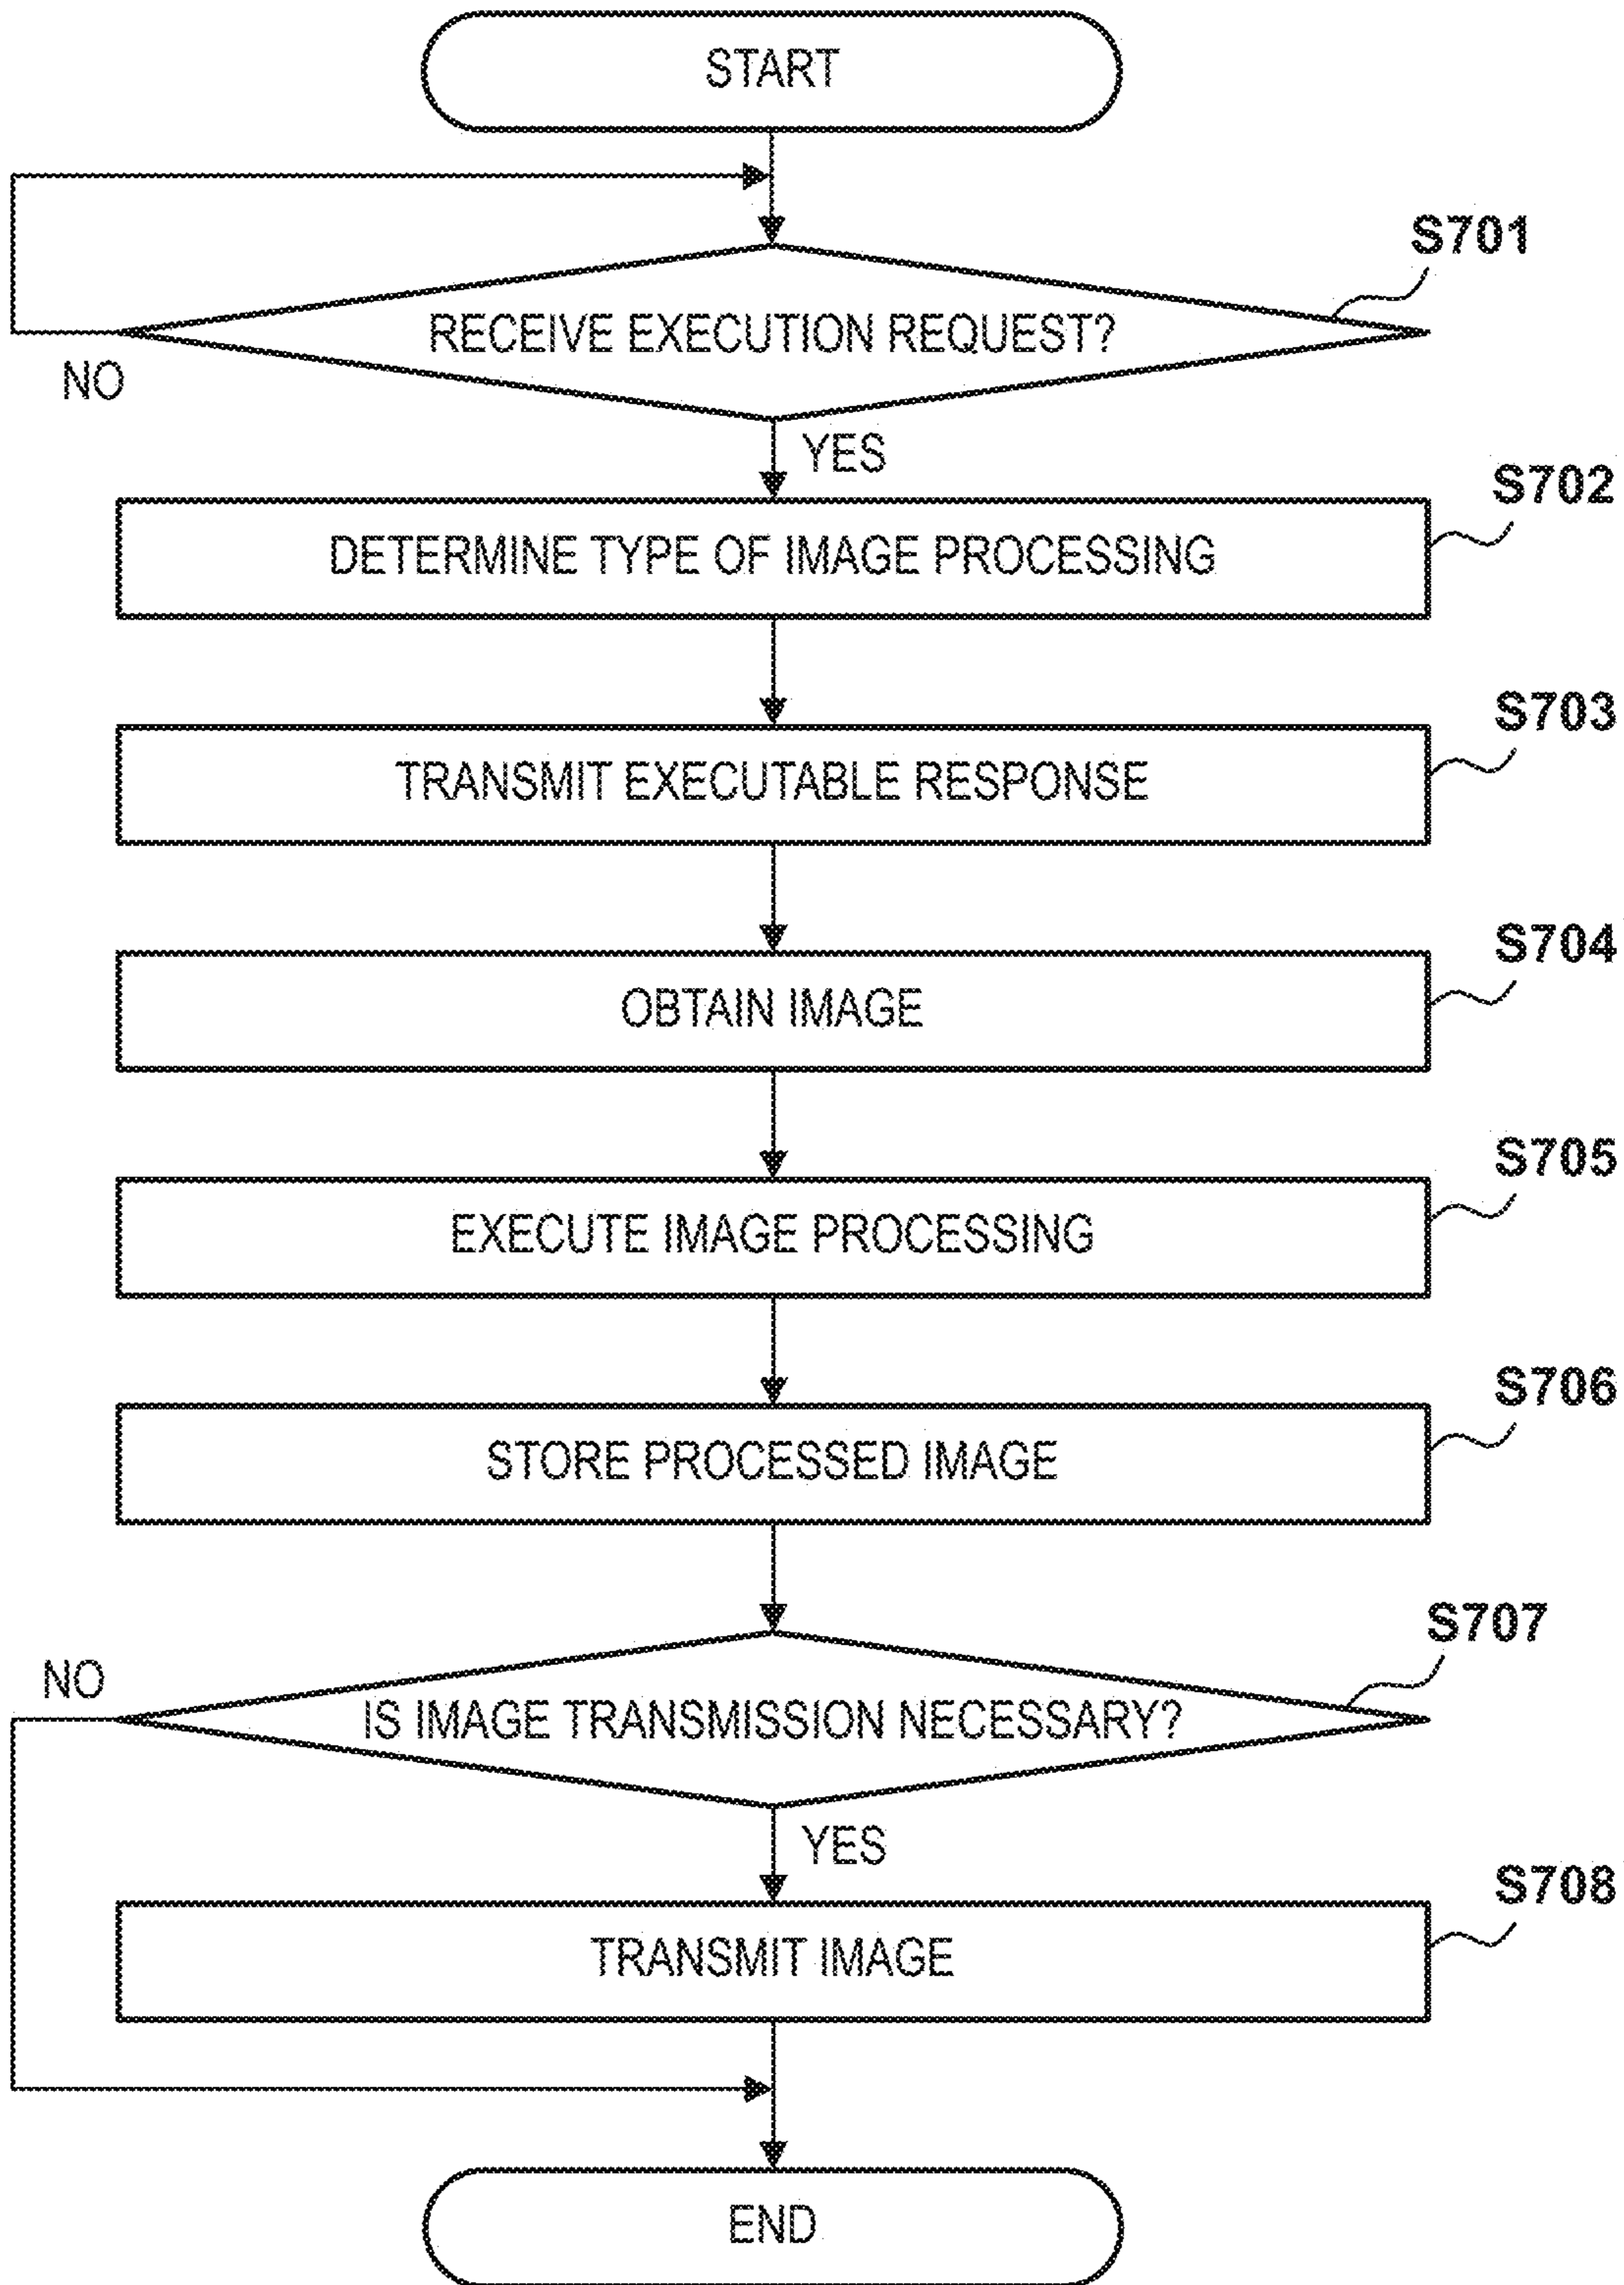 START
S701
RECEIVE EXECUTION REQUEST?
NO
YES
S702
DETERMINE TYPE OF IMAGE PROCESSING
S703
TRANSMIT EXECUTABLE RESPONSE
S704
OBTAIN IMAGE
S705
EXECUTE IMAGE PROCESSING
S706
STORE PROCESSED IMAGE
S707
NO
IS IMAGE TRANSMISSION NECESSARY?
YES
S708
TRANSMIT IMAGE
END